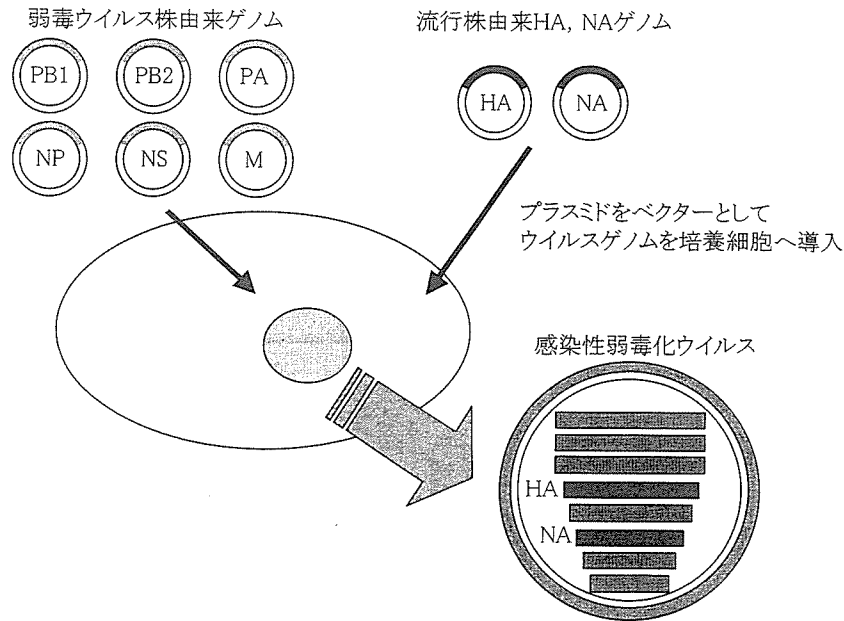 弱毒ウイルス株由来ゲノム
流行株由来HA, NAゲノム
PB1
PB2
PA
HA
NA
NP
NS
M
プラスミドをベクターとして
ウイルスゲノムを培養細胞へ導入
感染性弱毒化ウイルス
HA
NA